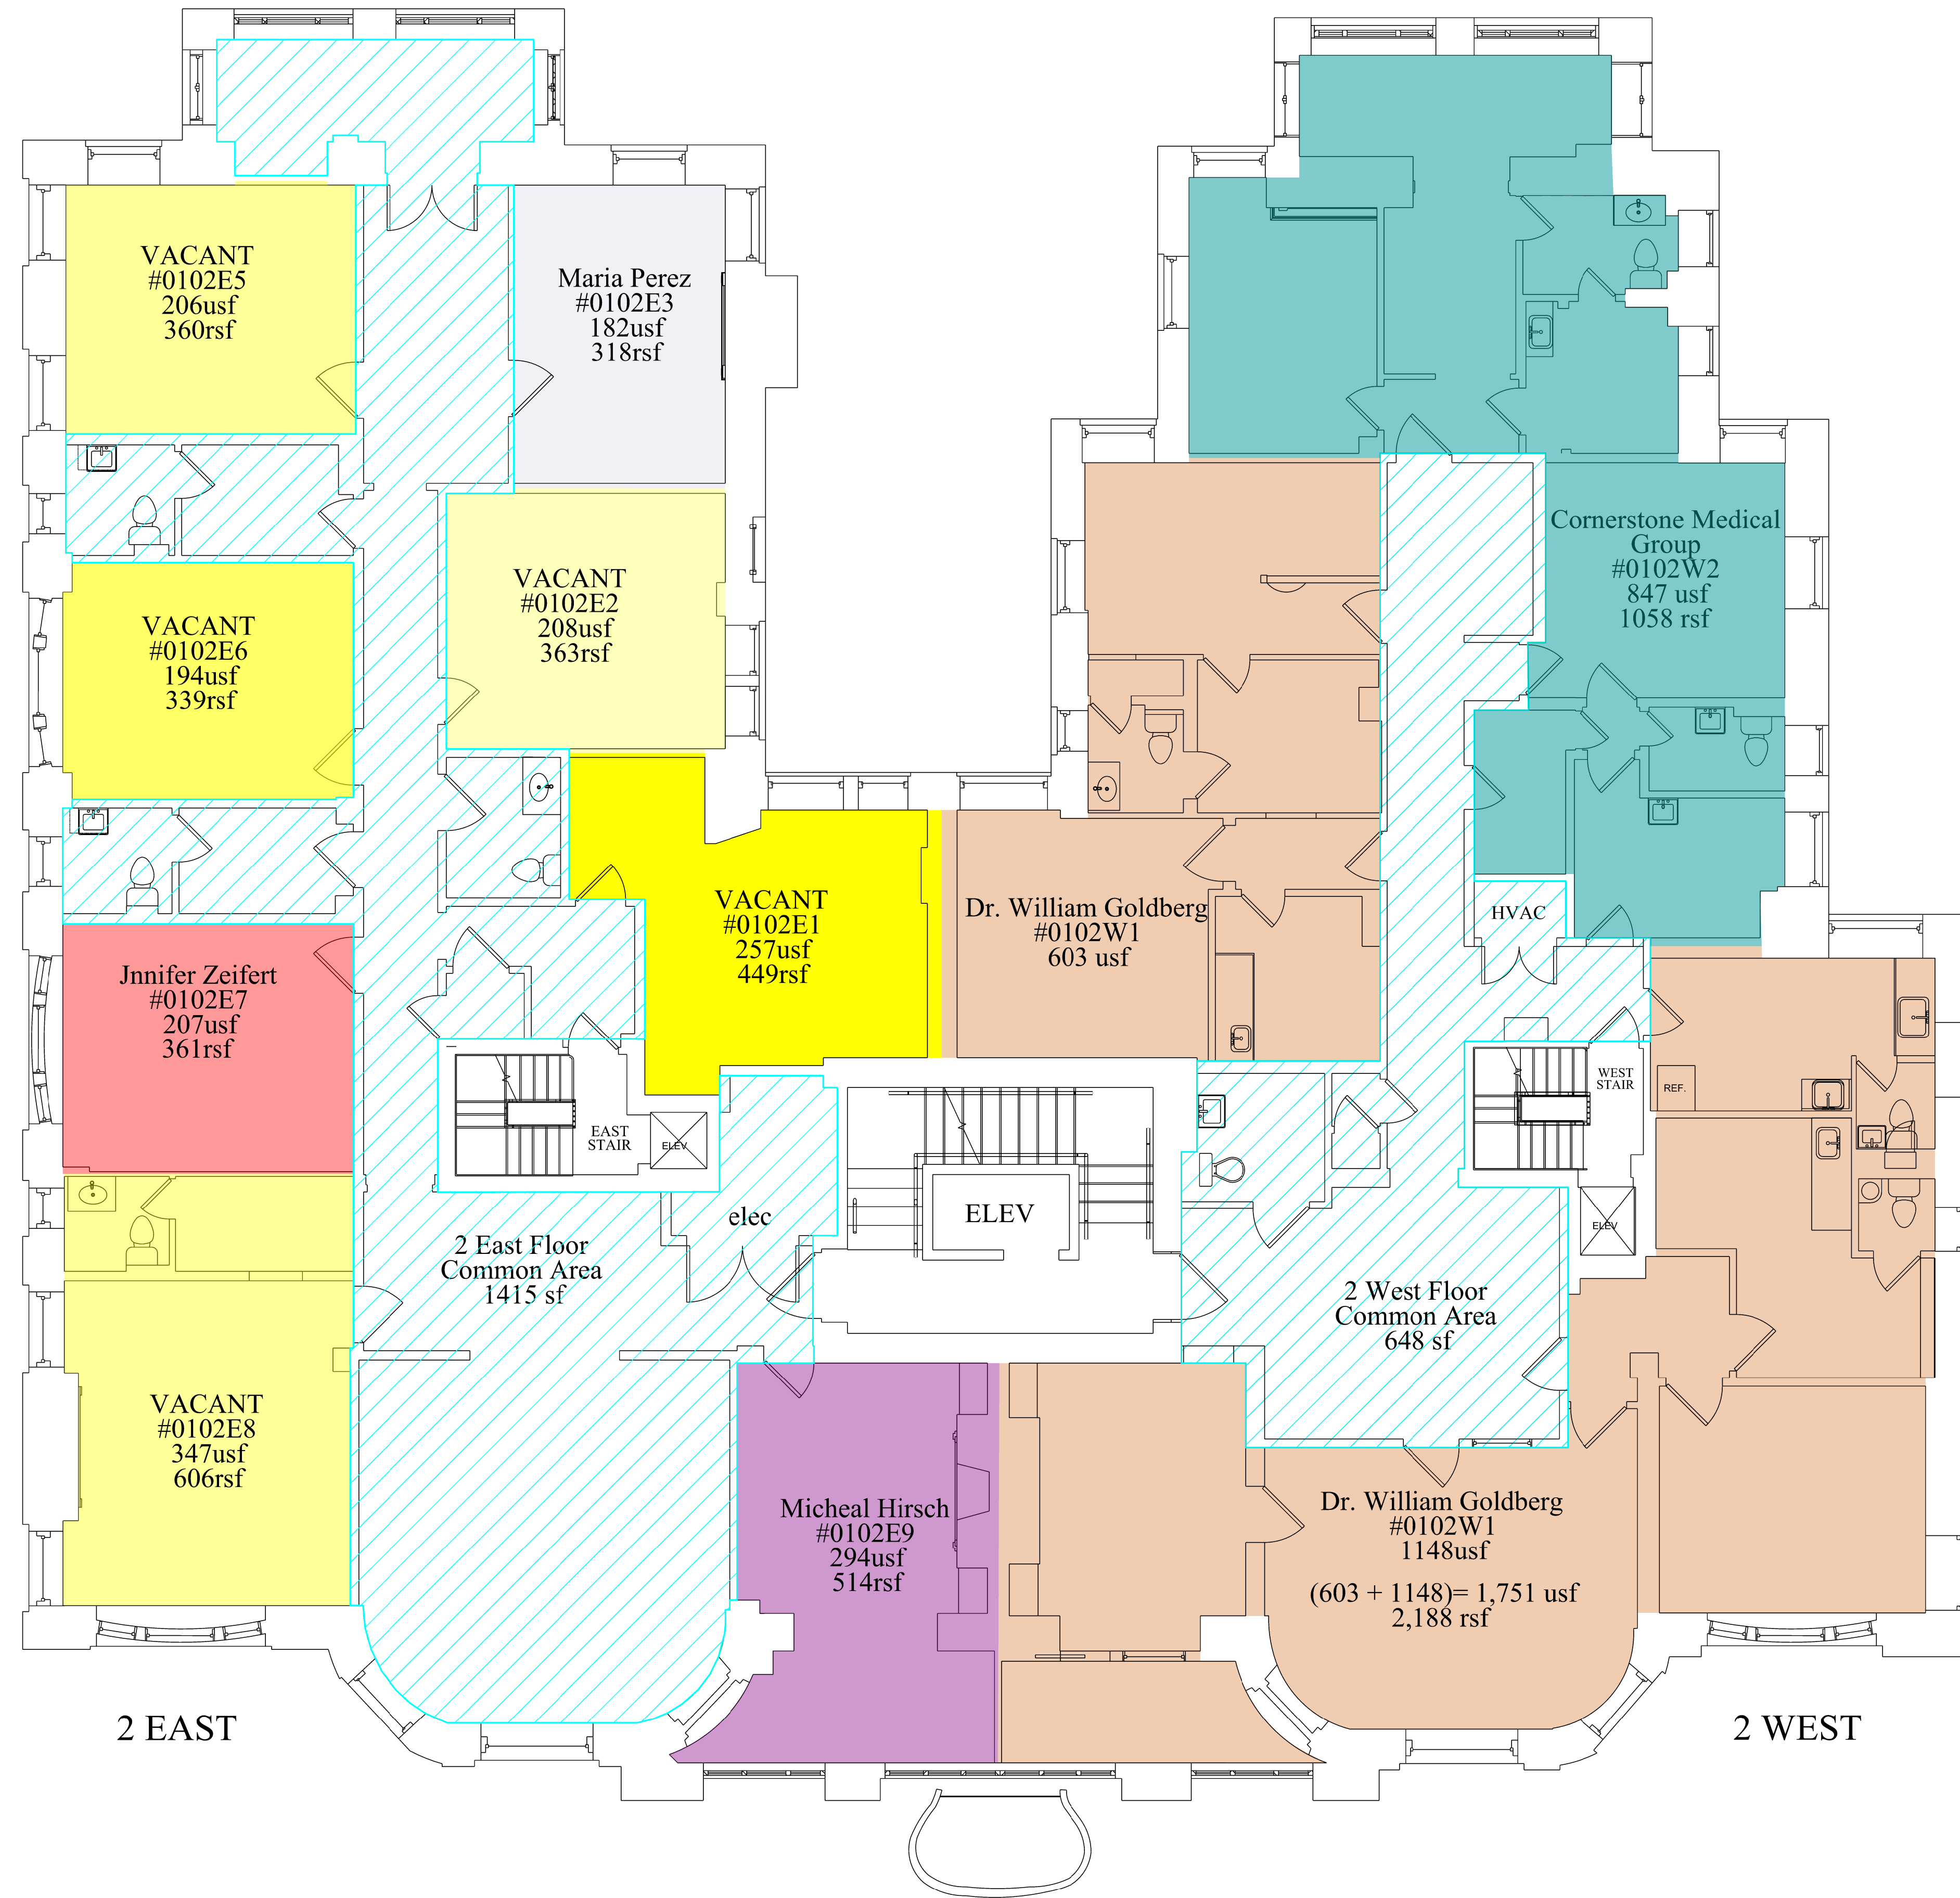 VACANT
#0102E5
206usf
360rsf
Maria Perez
#0102E3
182usf
318rsf
VACANT
#0102E2
208usf
363rsf
VACANT
#0102E6
194usf
339rsf
Cornerstone Medical
Group
#0102W2
847 usf
1058 rsf
VACANT
#0102E1
257usf
449rsf
Dr. William Goldberg
#0102W1
603 usf
HVAC
Jnnifer Zeifert
#0102E7
207usf
361rsf
EAST
STAIR
ELEV
WEST
STAIR
REF.
ELEV
elec
ELEV
2 East Floor
Common Area
1415 sf
2 West Floor
Common Area
648 sf
VACANT
#0102E8
347usf
606rsf
Micheal Hirsch
#0102E9
294usf
514rsf
Dr. William Goldberg
#0102W1
1148usf
(603 + 1148)= 1,751 usf
2,188 rsf
2 EAST
2 WEST